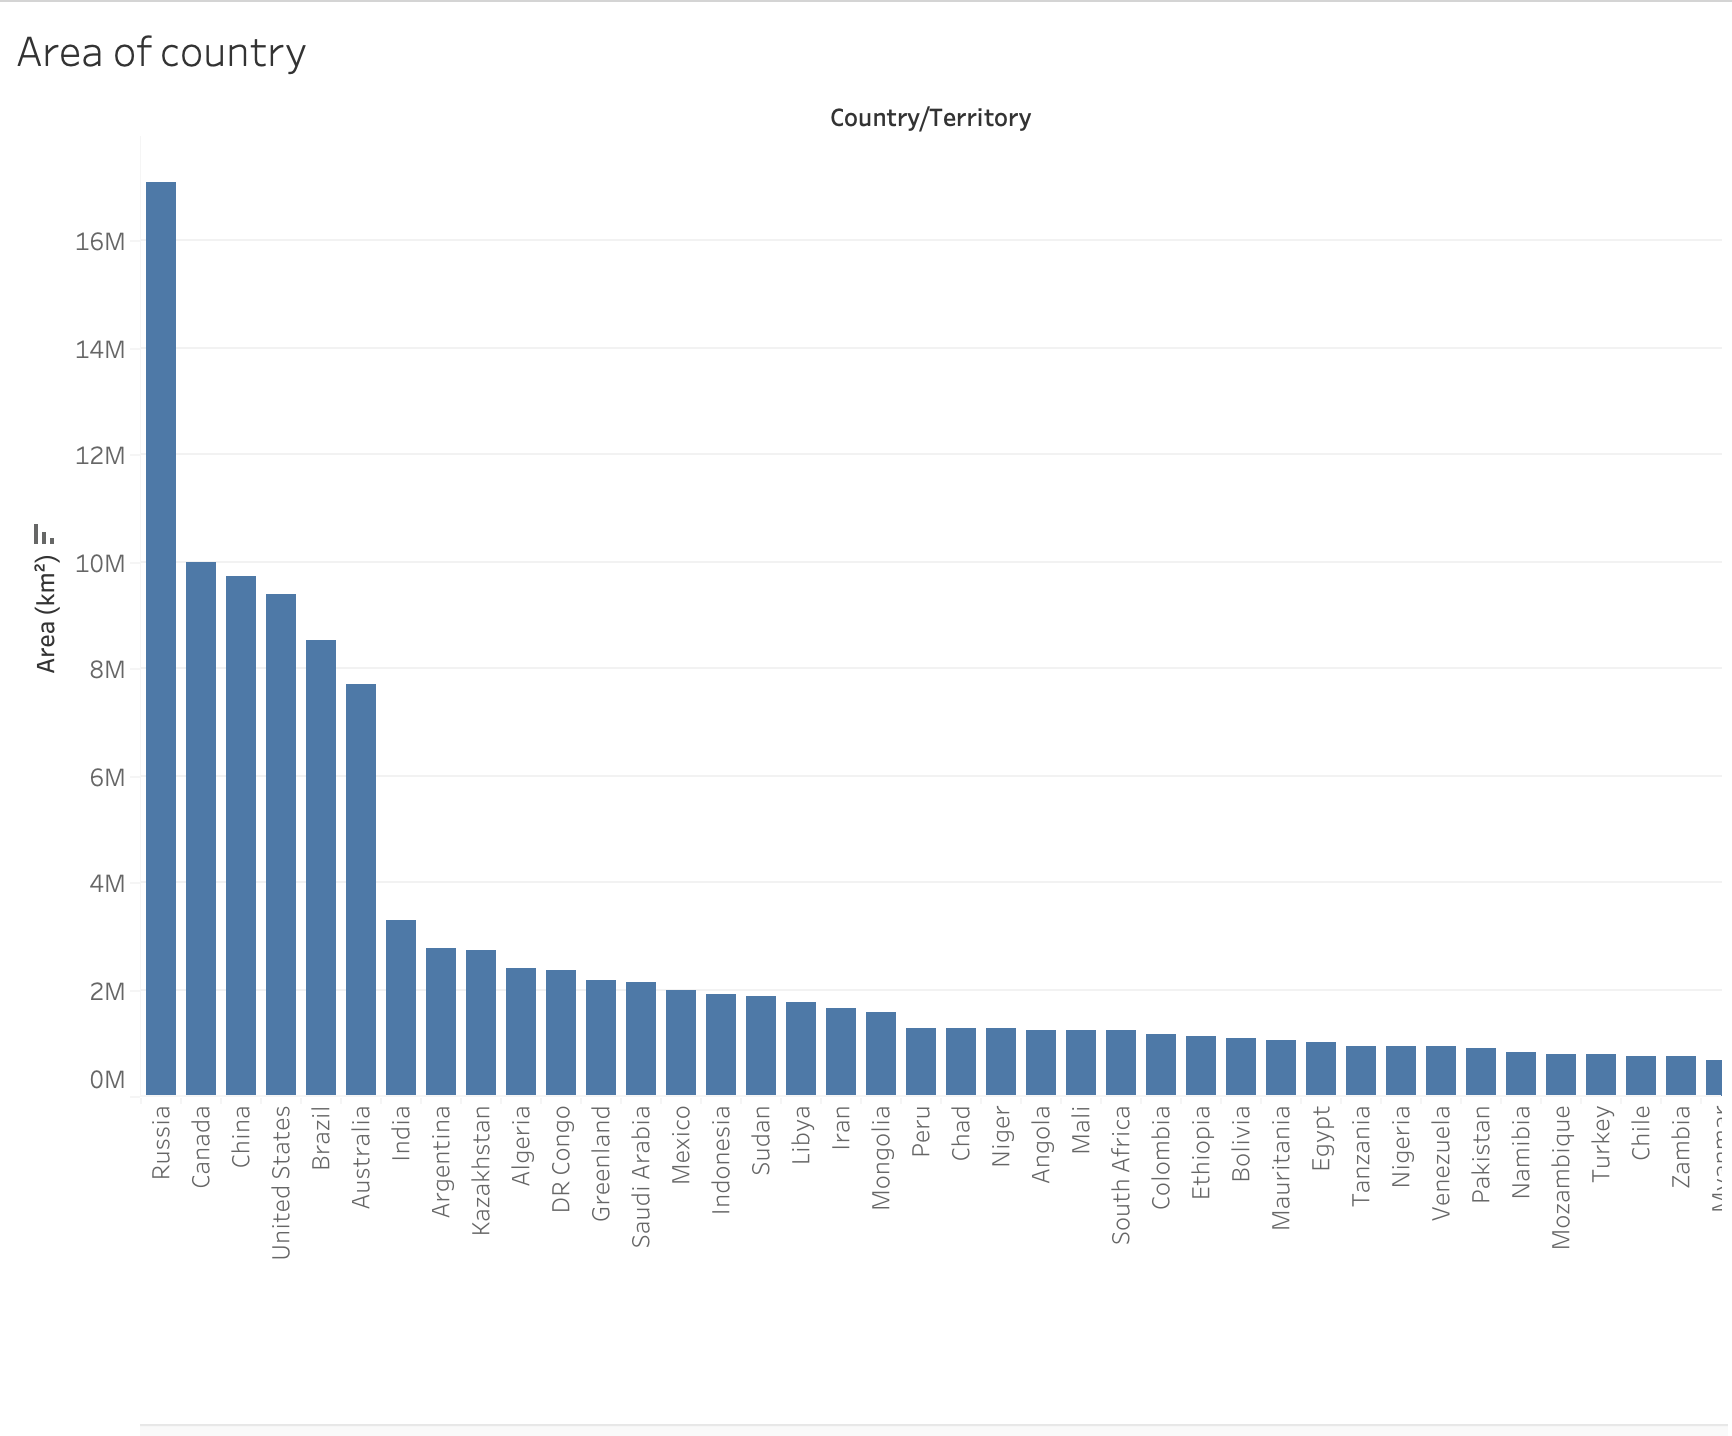 Area of country
Country/Territory
16M
14M
12M
10M
8M
6M
4M
2M
0M
Area (km²)
Russia
Canada
China
United States
Brazil
Australia
India
Argentina
Kazakhstan
Algeria
DR Congo
Greenland
Saudi Arabia
Mexico
Indonesia
Sudan
Libya
Iran
Mongolia
Peru
Chad
Niger
Angola
Mali
South Africa
Colombia
Ethiopia
Bolivia
Mauritania
Egypt
Tanzania
Nigeria
Venezuela
Pakistan
Namibia
Mozambique
Turkey
Chile
Zambia
Myanmar